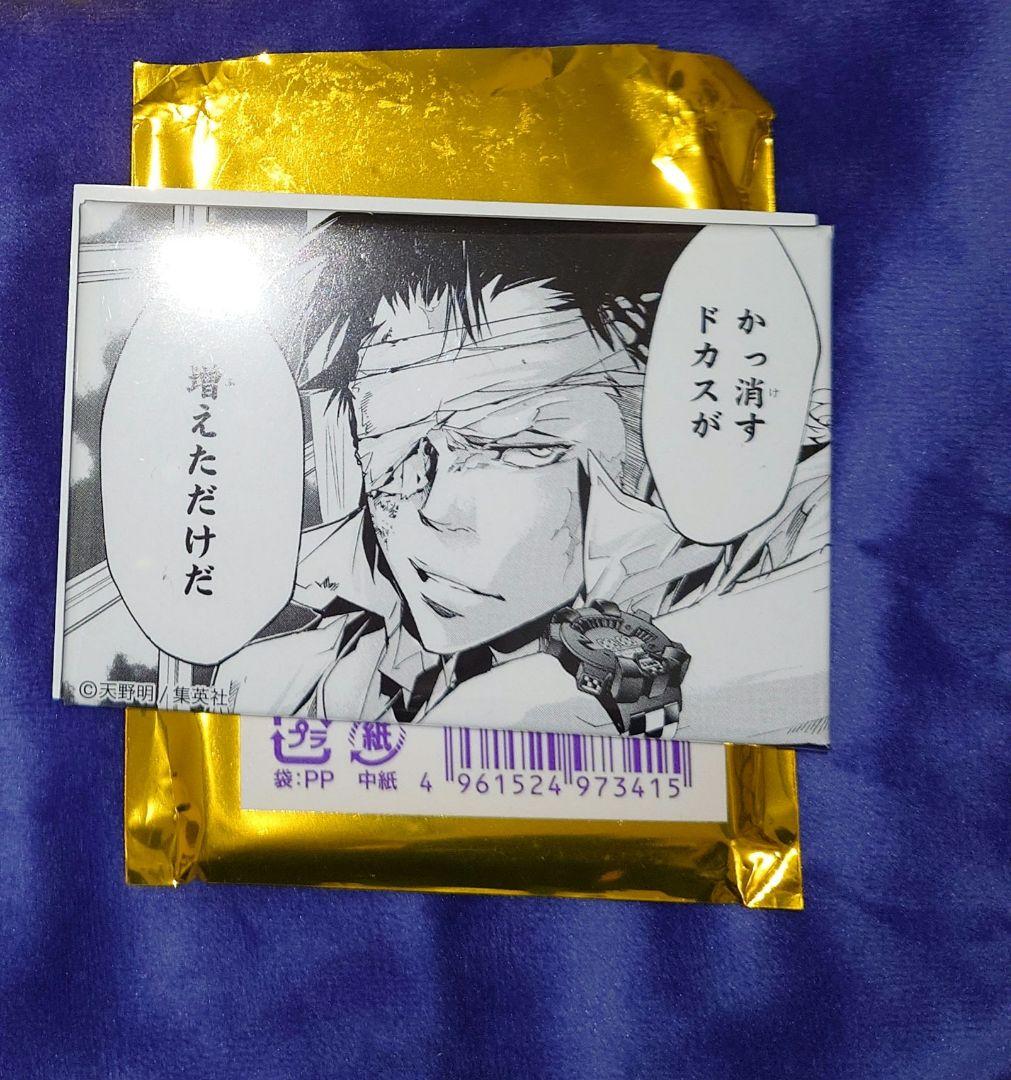 かっ消す
ドカスが
増えただけだ
©天野明/集英社
プラ
紙
袋:PP
中紙
4 961524 973415